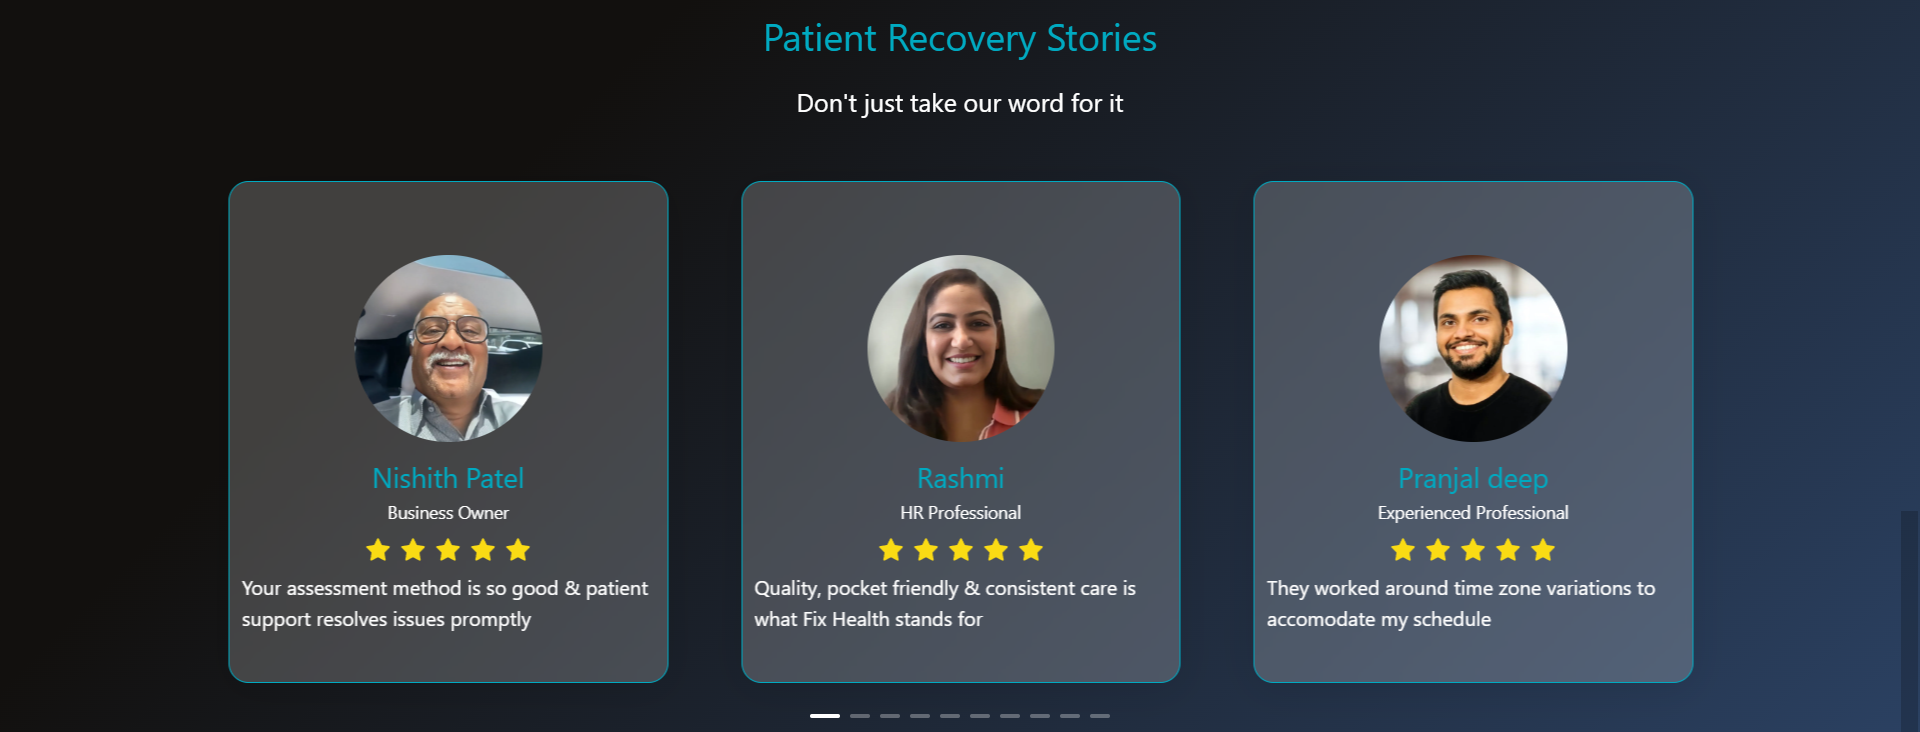 Patient Recovery Stories
Don't just take our word for it
Nishith Patel
Business Owner
Your assessment method is so good & patient
support resolves issues promptly
Rashmi
HR Professional
Quality, pocket friendly & consistent care is
what Fix Health stands for
Pranjal deep
Experienced Professional
They worked around time zone variations to
accomodate my schedule